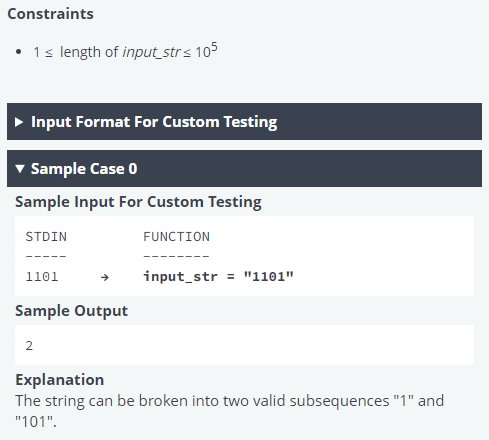 Constraints
• 1 ≤ length of input_str ≤ 10⁵
▶ Input Format For Custom Testing
▼ Sample Case 0
Sample Input For Custom Testing
STDIN FUNCTION
----- --------
1101 → input_str = "1101"
Sample Output
2
Explanation
The string can be broken into two valid subsequences "1" and
"101".